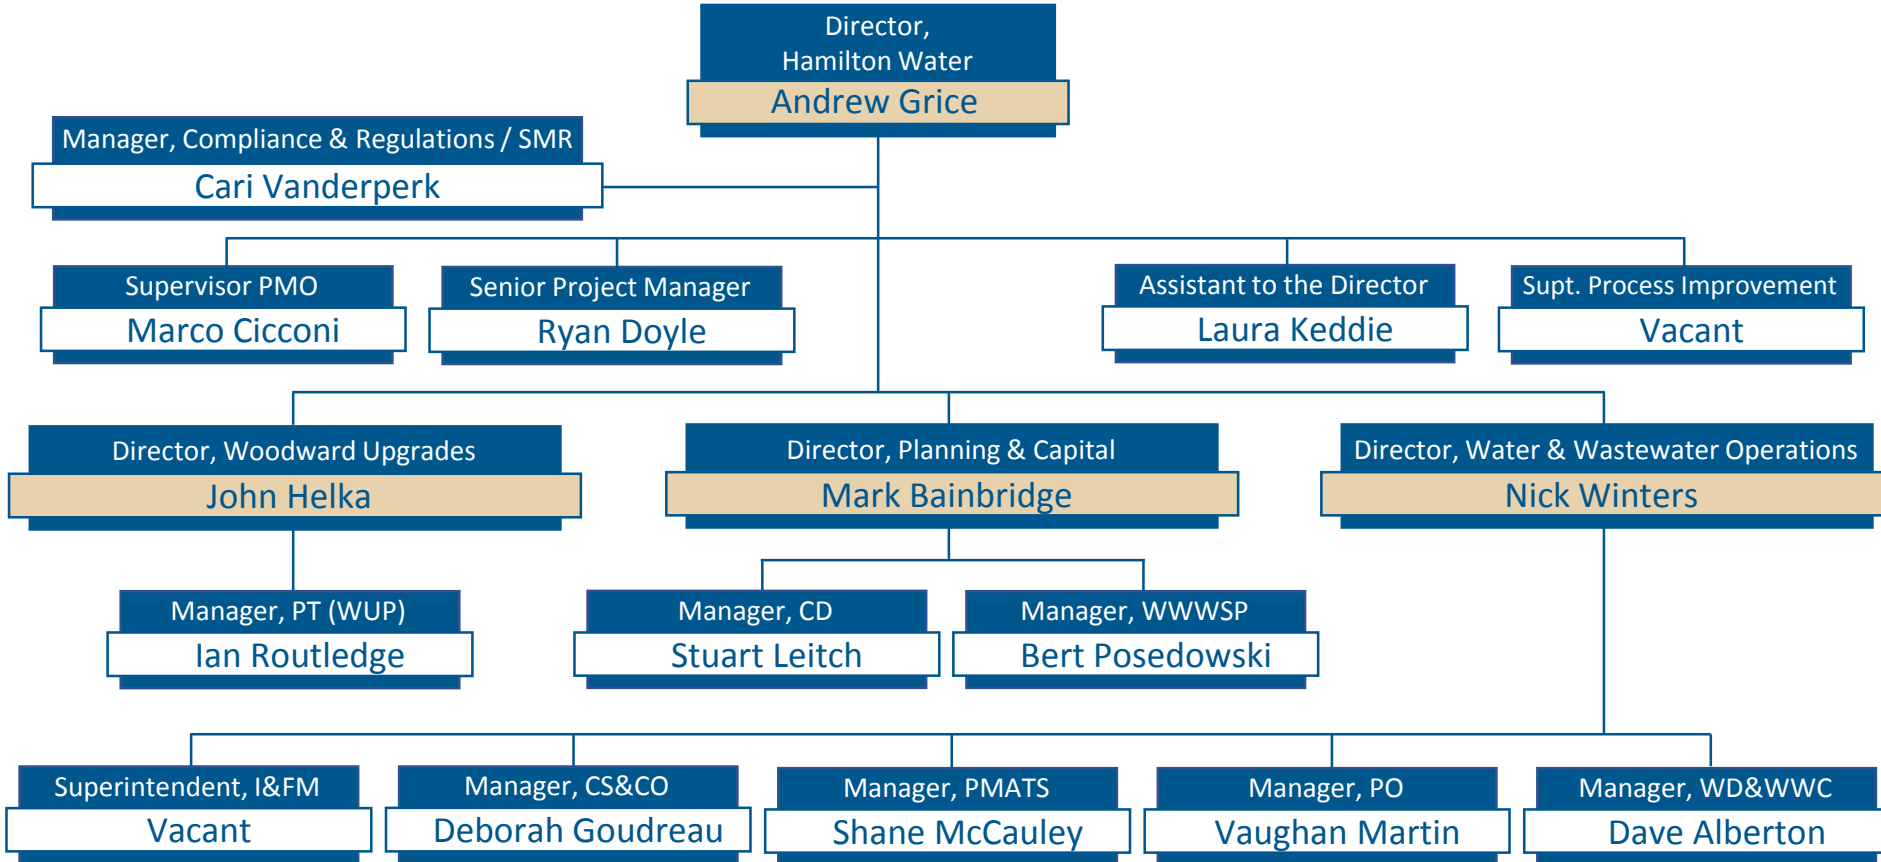 Director,
Hamilton Water
Andrew Grice
Manager, Compliance & Regulations / SMR
Cari Vanderperk
Supervisor PMO
Marco Cicconi
Senior Project Manager
Ryan Doyle
Assistant to the Director
Laura Keddie
Supt. Process Improvement
Vacant
Director, Woodward Upgrades
John Helka
Director, Planning & Capital
Mark Bainbridge
Director, Water & Wastewater Operations
Nick Winters
Manager, PT (WUP)
Ian Routledge
Manager, CD
Stuart Leitch
Manager, WWWSP
Bert Posedowski
Superintendent, I&FM
Vacant
Manager, CS&CO
Deborah Goudreau
Manager, PMATS
Shane McCauley
Manager, PO
Vaughan Martin
Manager, WD&WWC
Dave Alberton